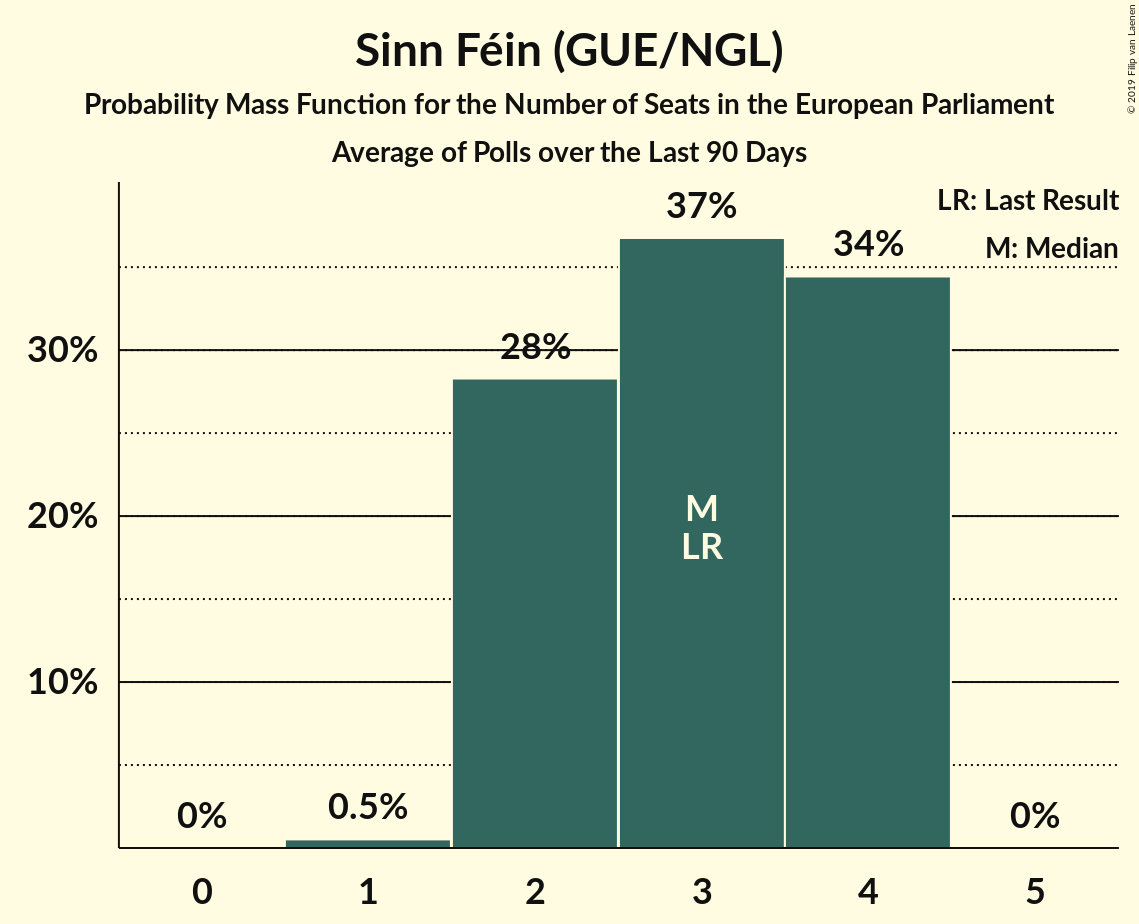 Sinn Féin (GUE/NGL)
Probability Mass Function for the Number of Seats in the European Parliament
Average of Polls over the Last 90 Days
© 2019 Filip van Laenen
LR: Last Result
M: Median
37%
34%
28%
30%
20%
10%
M
LR
0%
0.5%
0%
0 1 2 3 4 5